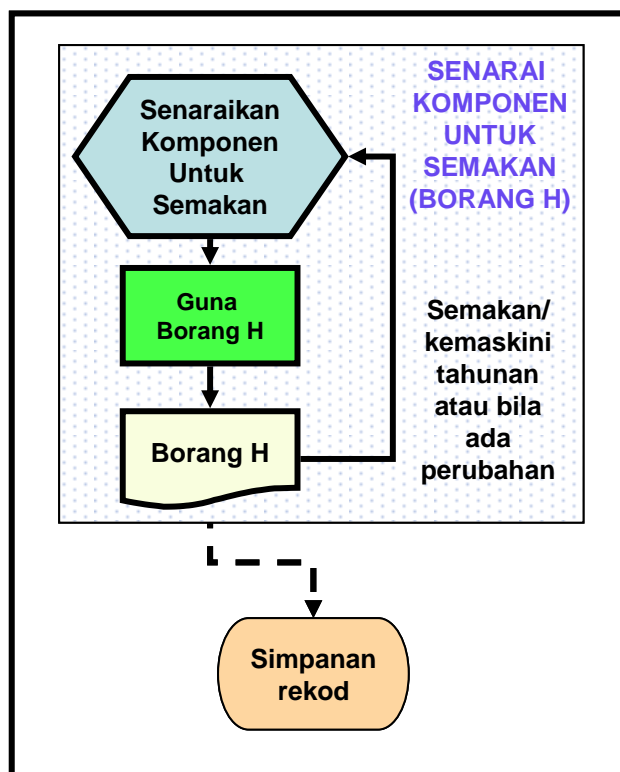 Senaraikan
Komponen
Untuk
Semakan
SENARAI
KOMPONEN
UNTUK
SEMAKAN
(BORANG H)
Guna
Borang H
Borang H
Semakan/
kemaskini
tahunan
atau bila
ada
perubahan
Simpanan
rekod